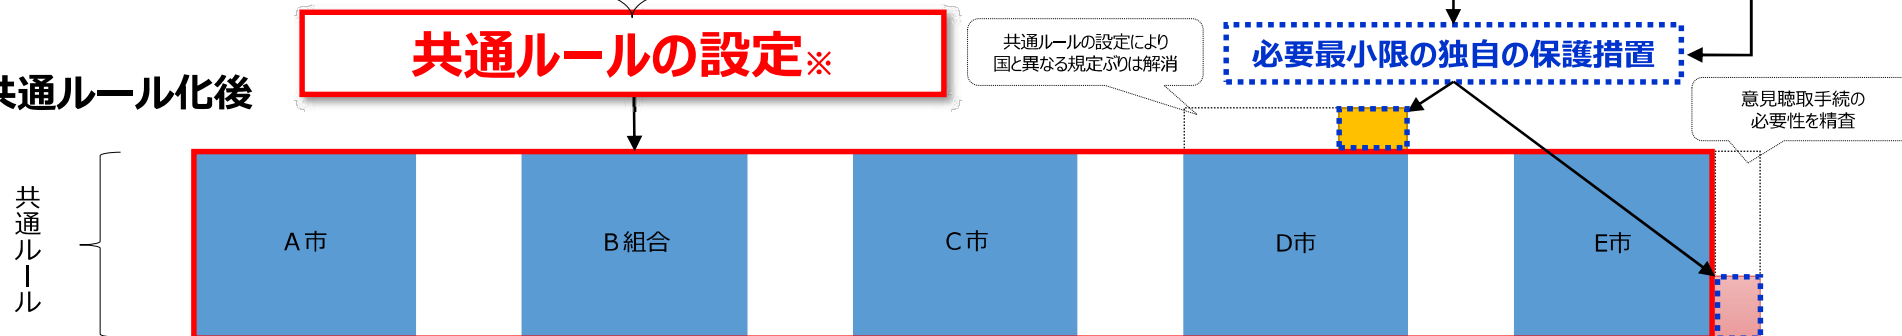 共通ルールの設定※
共通ルールの設定により
国と異なる規定ぶりは解消
必要最小限の独自の保護措置
共通ルール化後
意見聴取手続の
必要性を精査
共通ルール
A市
B組合
C市
D市
E市